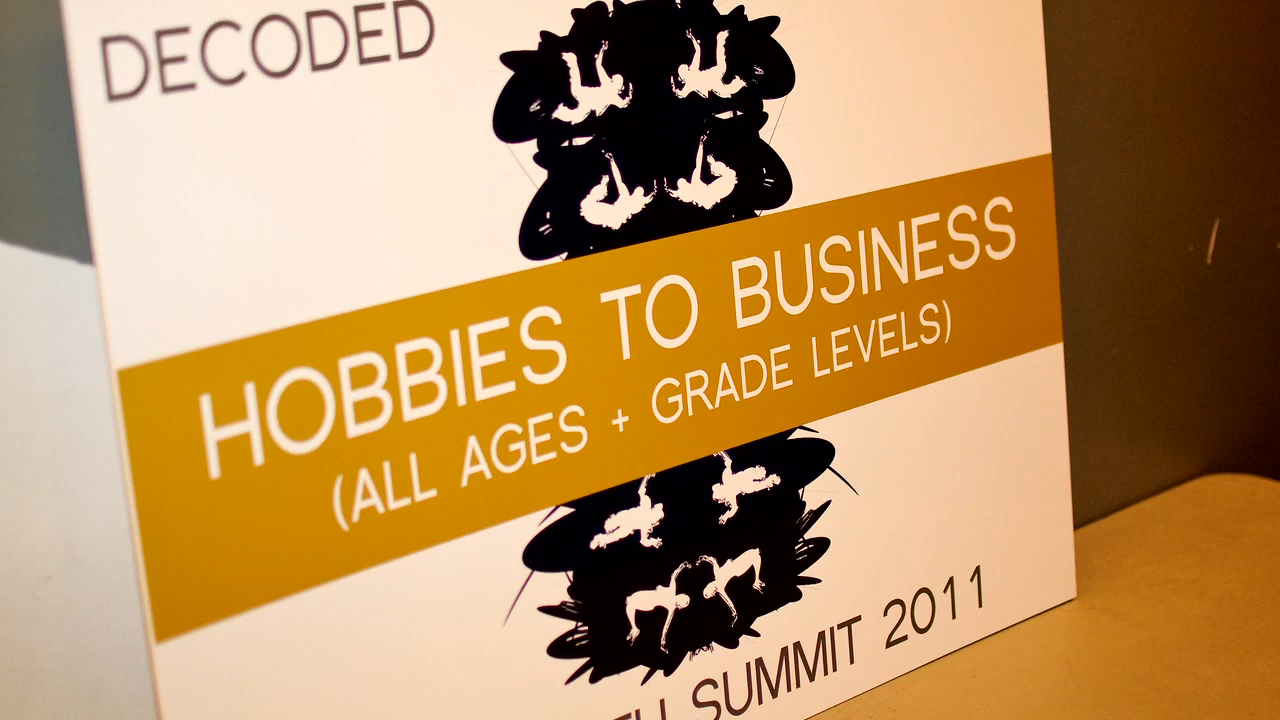 DECODED
HOBBIES TO BUSINESS
(ALL AGES + GRADE LEVELS)
SUMMIT 2011